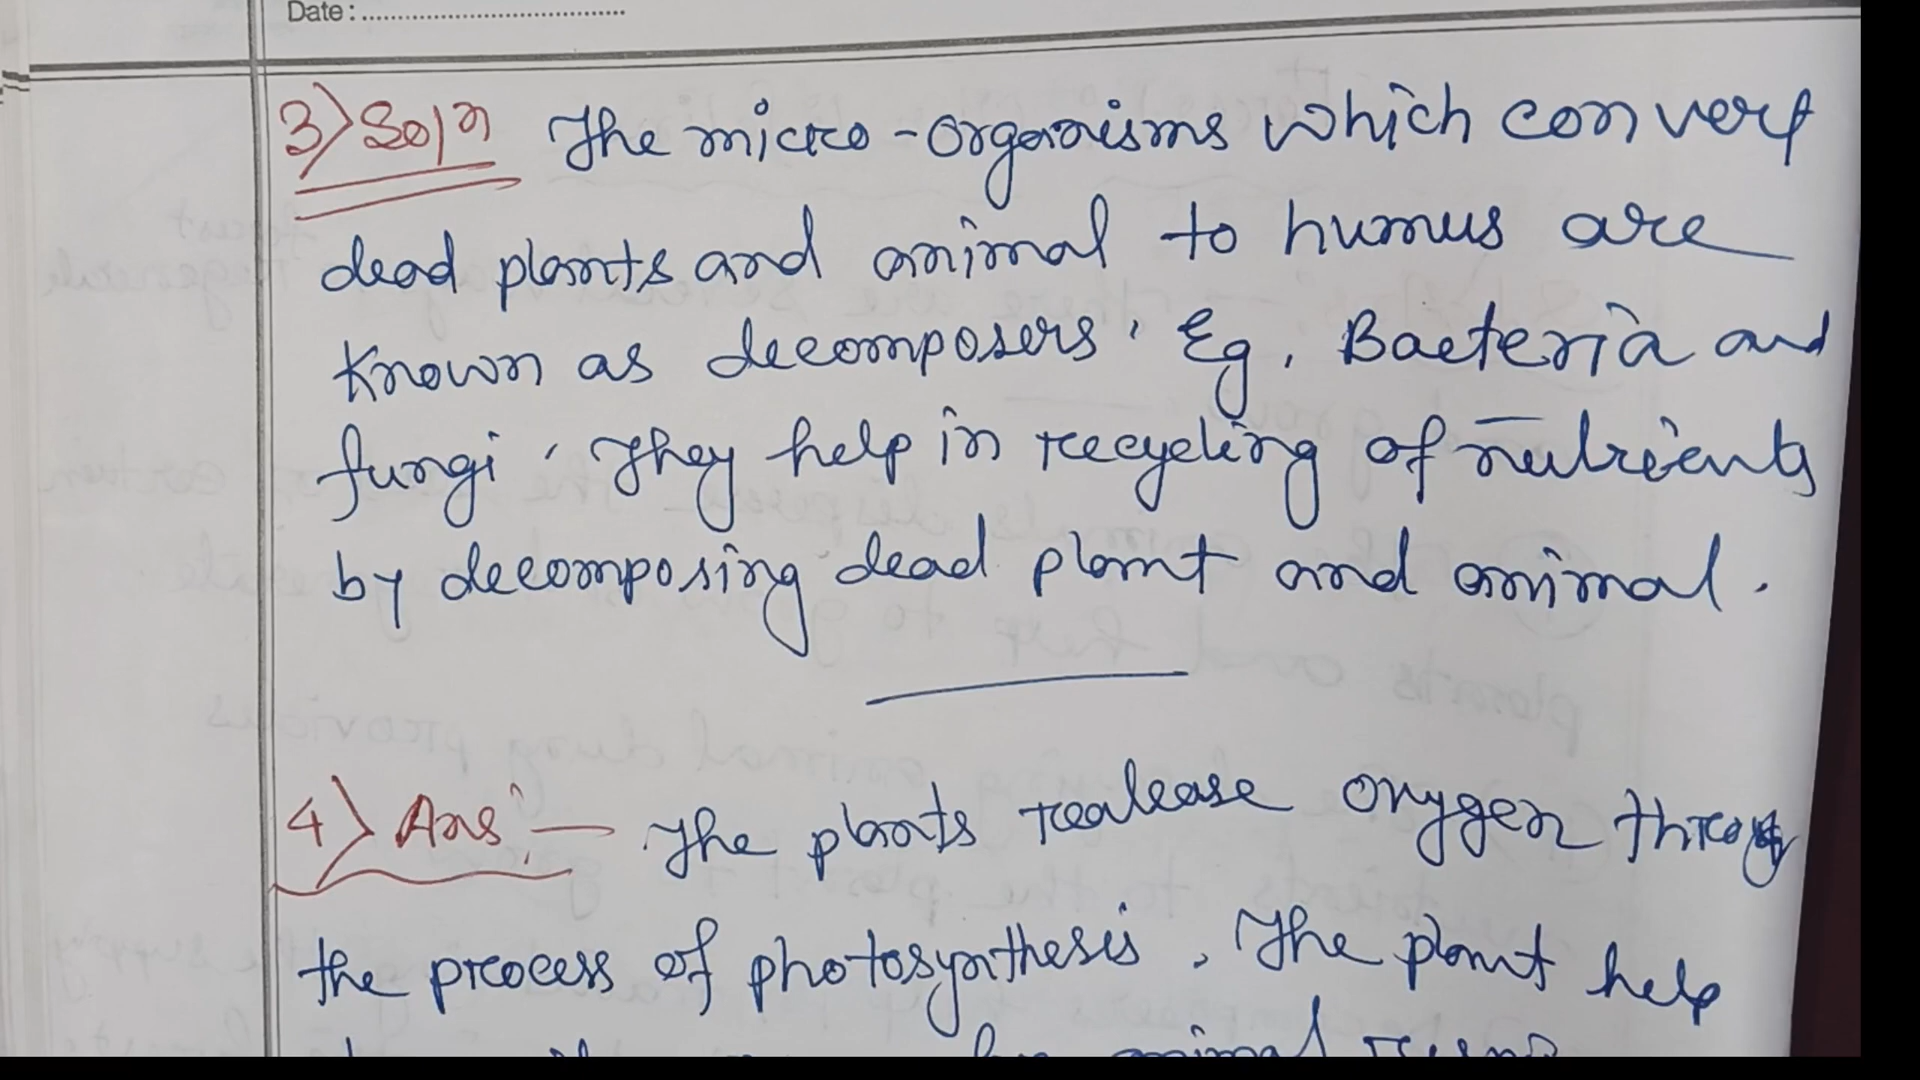 Date:
3) Soln The micro-organisms which convert
dead plants and animal to humus are
known as decomposers. Eg. Bacteria and
fungi. They help in recycling of nutrients
by decomposing dead plant and animal.
4) Ans:— The plants realease oxygen through
the process of photosynthesis. The plant help
animal